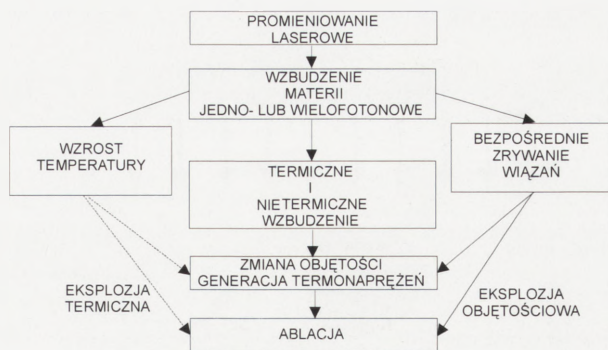 PROMIENIOWANIE
LASEROWE
WZBUDZENIE
MATERII
JEDNO- LUB WIELOFOTONOWE
WZROST
TEMPERATURY
TERMICZNE
I
NIETERMICZNE
WZBUDZENIE
BEZPOŚREDNIE
ZRYWANIE
WIĄZAŃ
ZMIANA OBJĘTOŚCI
GENERACJA TERMONAPRĘŻEŃ
EKSPLOZJA
TERMICZNA
EKSPLOZJA
OBJĘTOŚCIOWA
ABLACJA